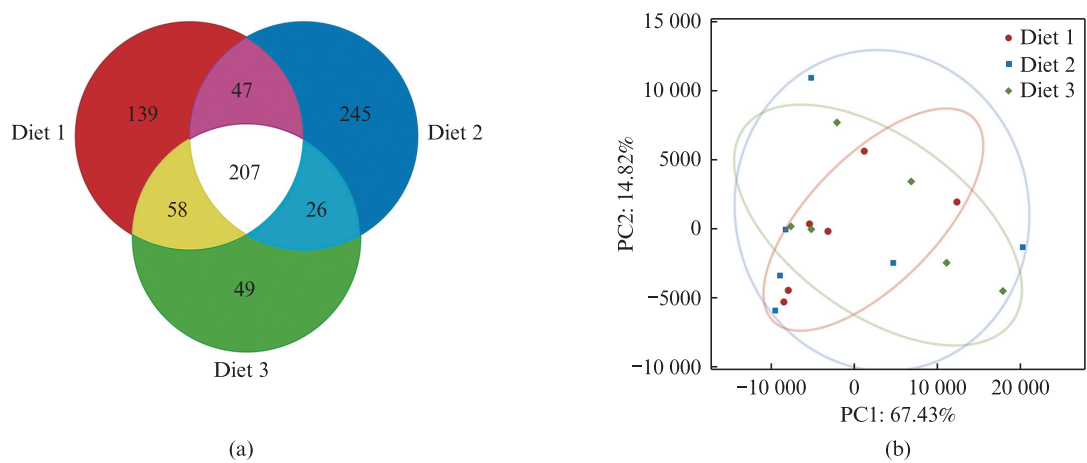 47
139
245
Diet 1
Diet 2
207
58
26
49
Diet 3
(a)
15 000
10 000
5000
0
−5000
−10 000
PC2: 14.82%
Diet 1
Diet 2
Diet 3
−10 000 0 10 000 20 000
PC1: 67.43%
(b)